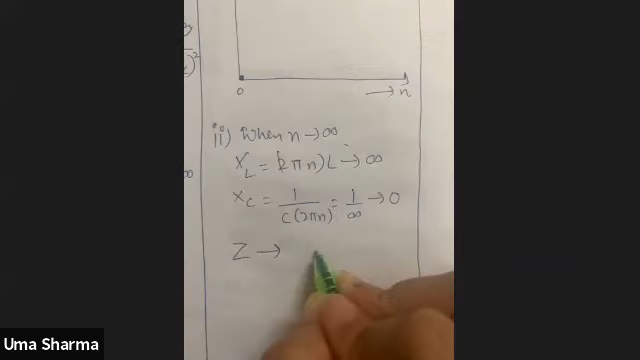 0
→ n
ii) When n → ∞
X_L = (2πn)L → ∞
X_C = 1/C(2πn) = 1/∞ → 0
Z →
Uma Sharma